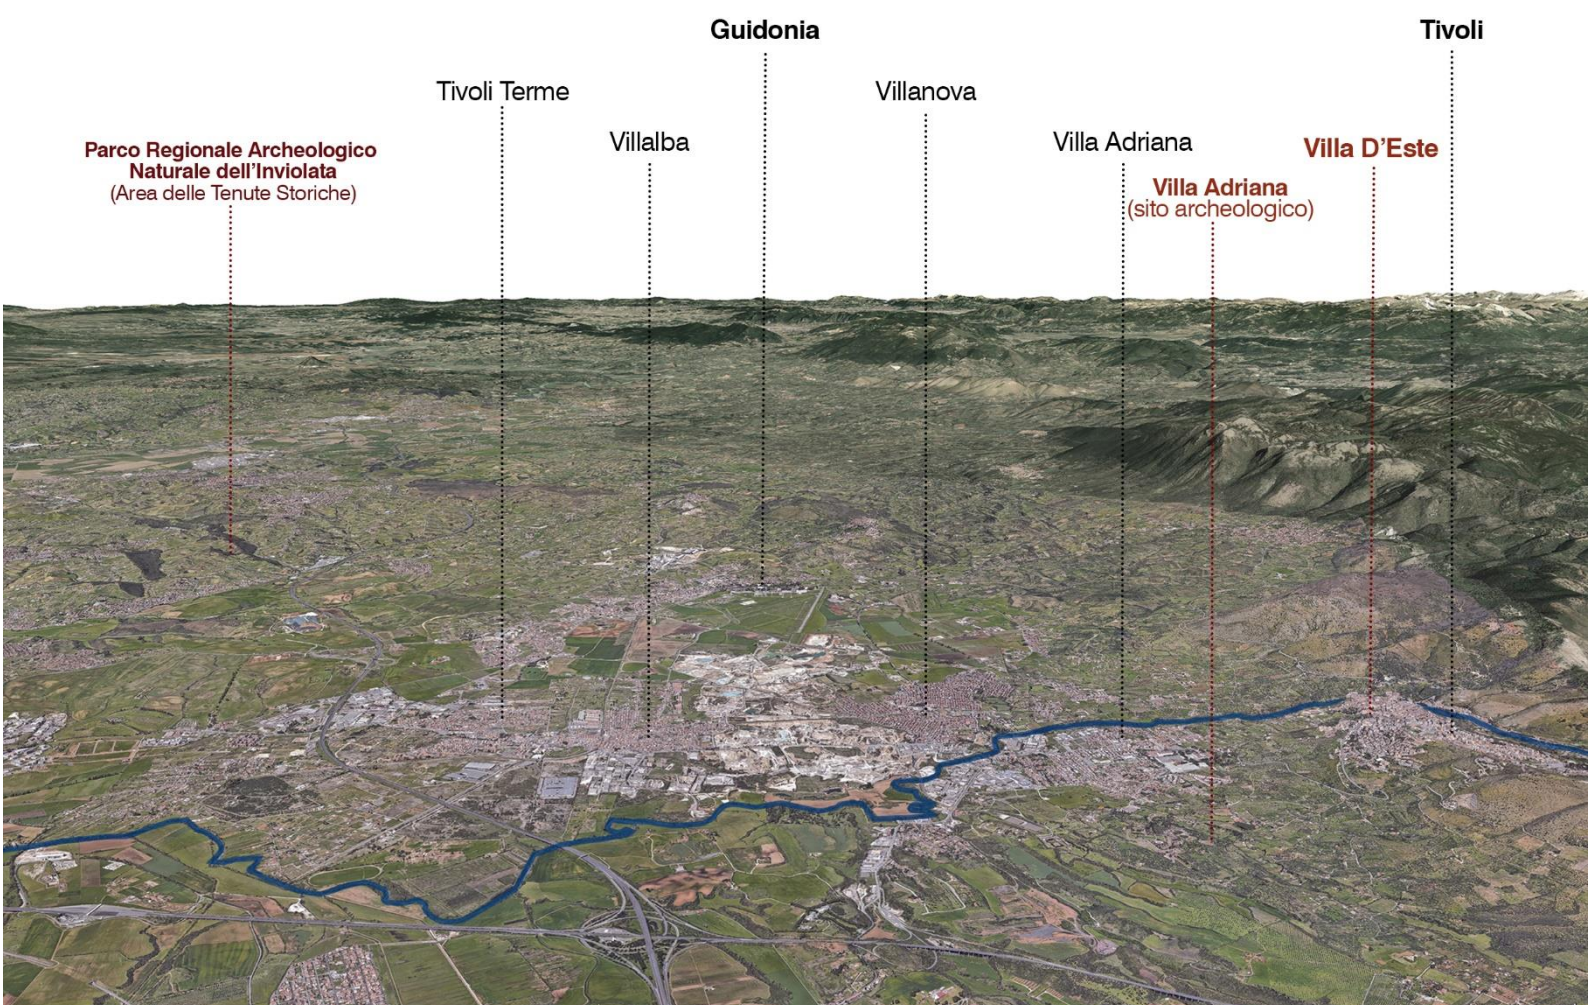 Guidonia
Tivoli
Tivoli Terme
Villanova
Villalba
Villa Adriana
Parco Regionale Archeologico
Naturale dell'Inviolata
(Area delle Tenute Storiche)
Villa D'Este
Villa Adriana
(sito archeologico)